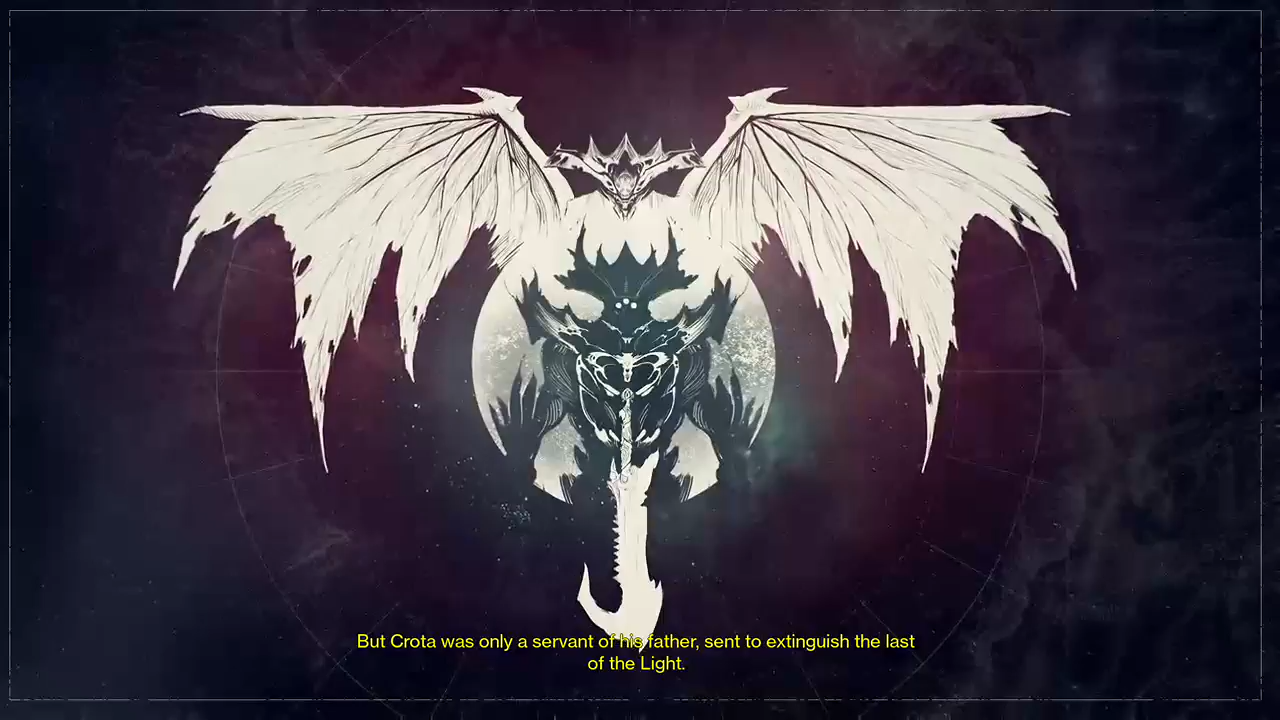 But Crota was only a servant of his father, sent to extinguish the last
of the Light.